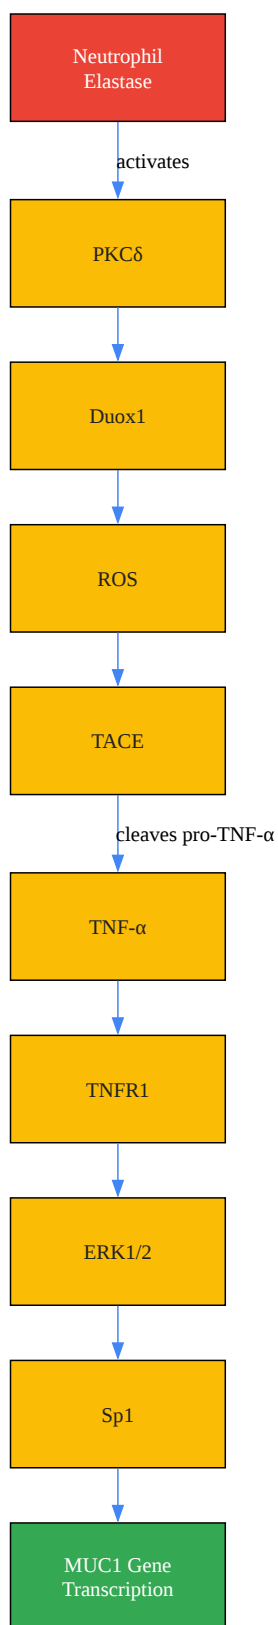 Neutrophil
Elastase
activates
PKCδ
Duox1
ROS
TACE
cleaves pro-TNF-α
TNF-α
TNFR1
ERK1/2
Sp1
MUC1 Gene
Transcription